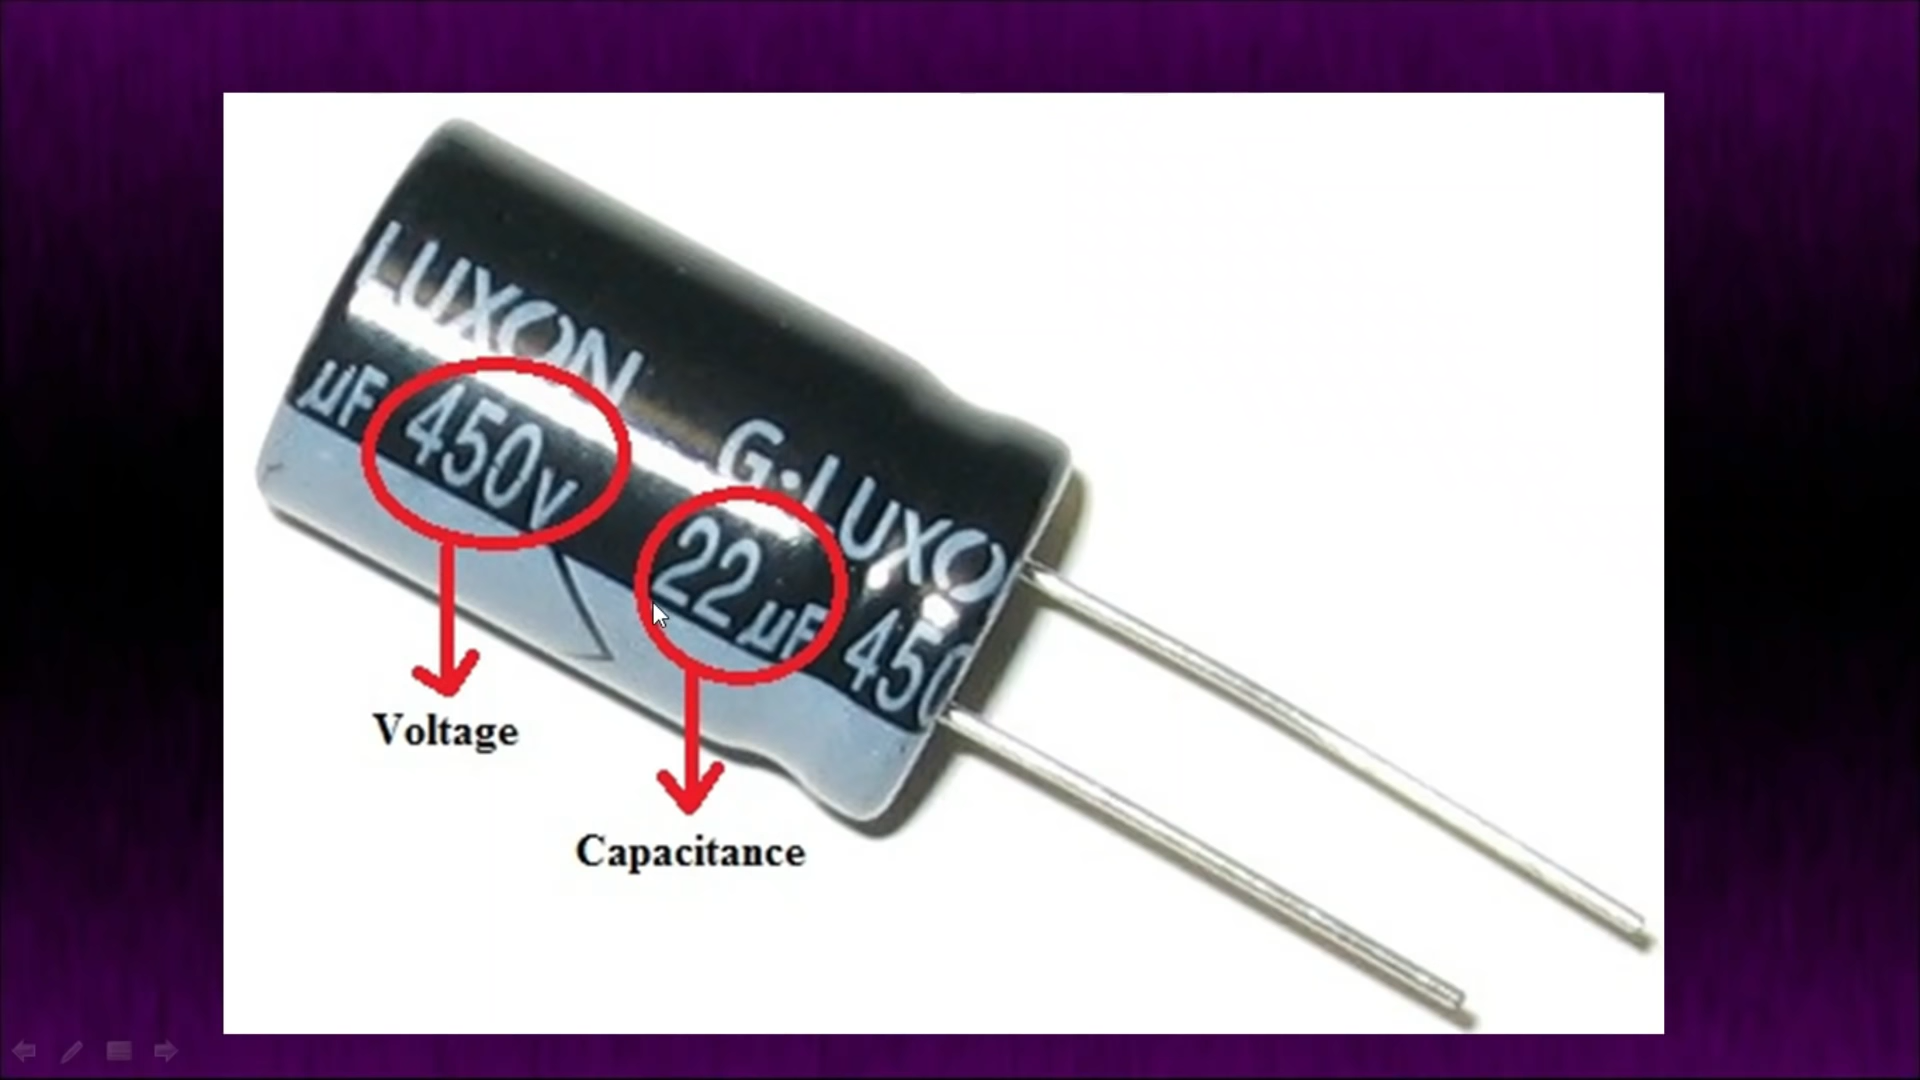 LUXON
µF 450v
G·LUXO
22 µF 450
Voltage
Capacitance